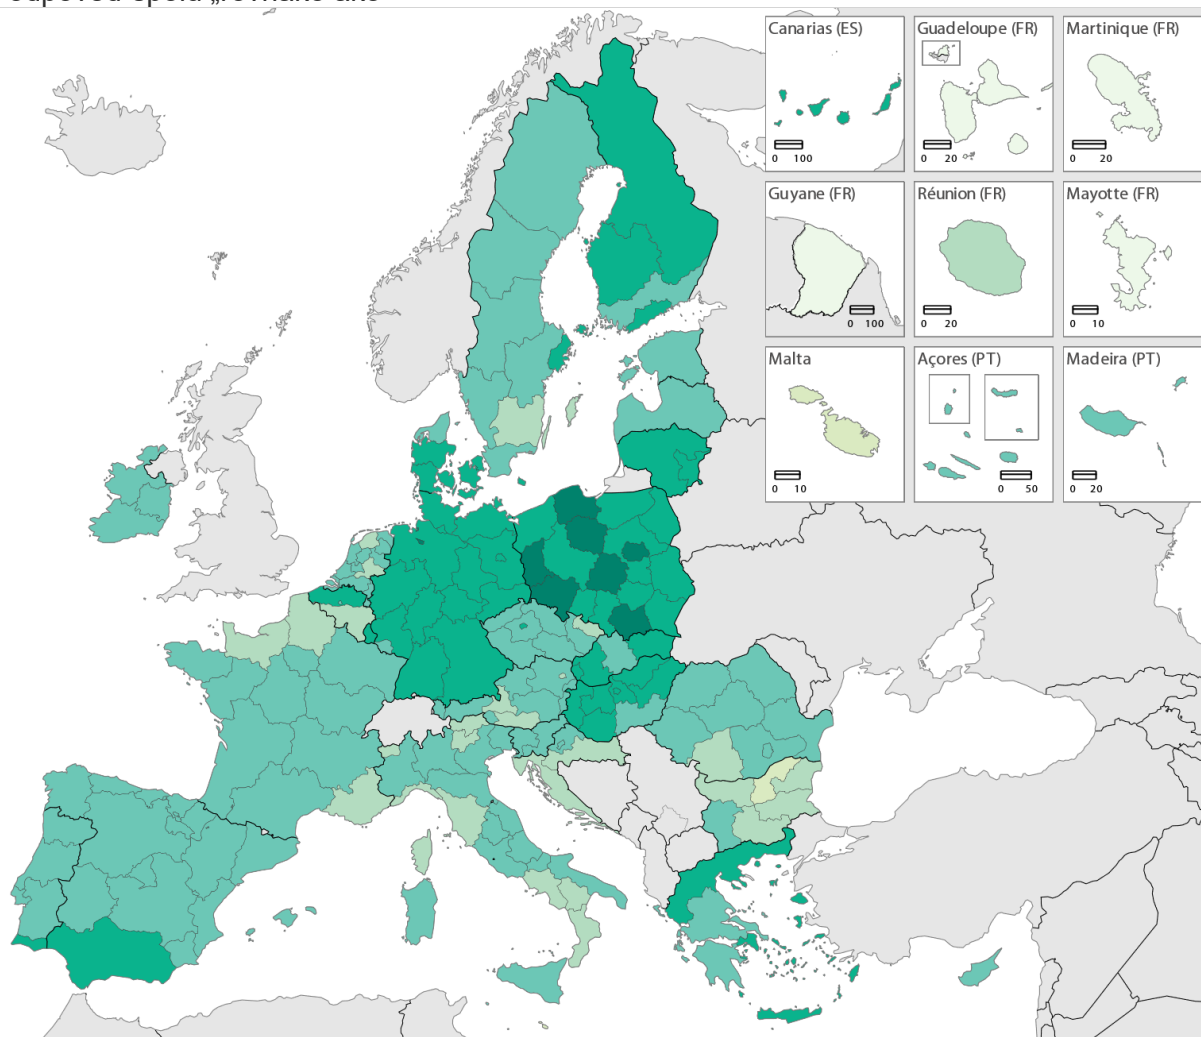 Canarias (ES)
0 100
Guadeloupe (FR)
0 20
Martinique (FR)
0 20
Guyane (FR)
0 100
Réunion (FR)
0 20
Mayotte (FR)
0 10
Malta
0 10
Açores (PT)
0 50
Madeira (PT)
0 20